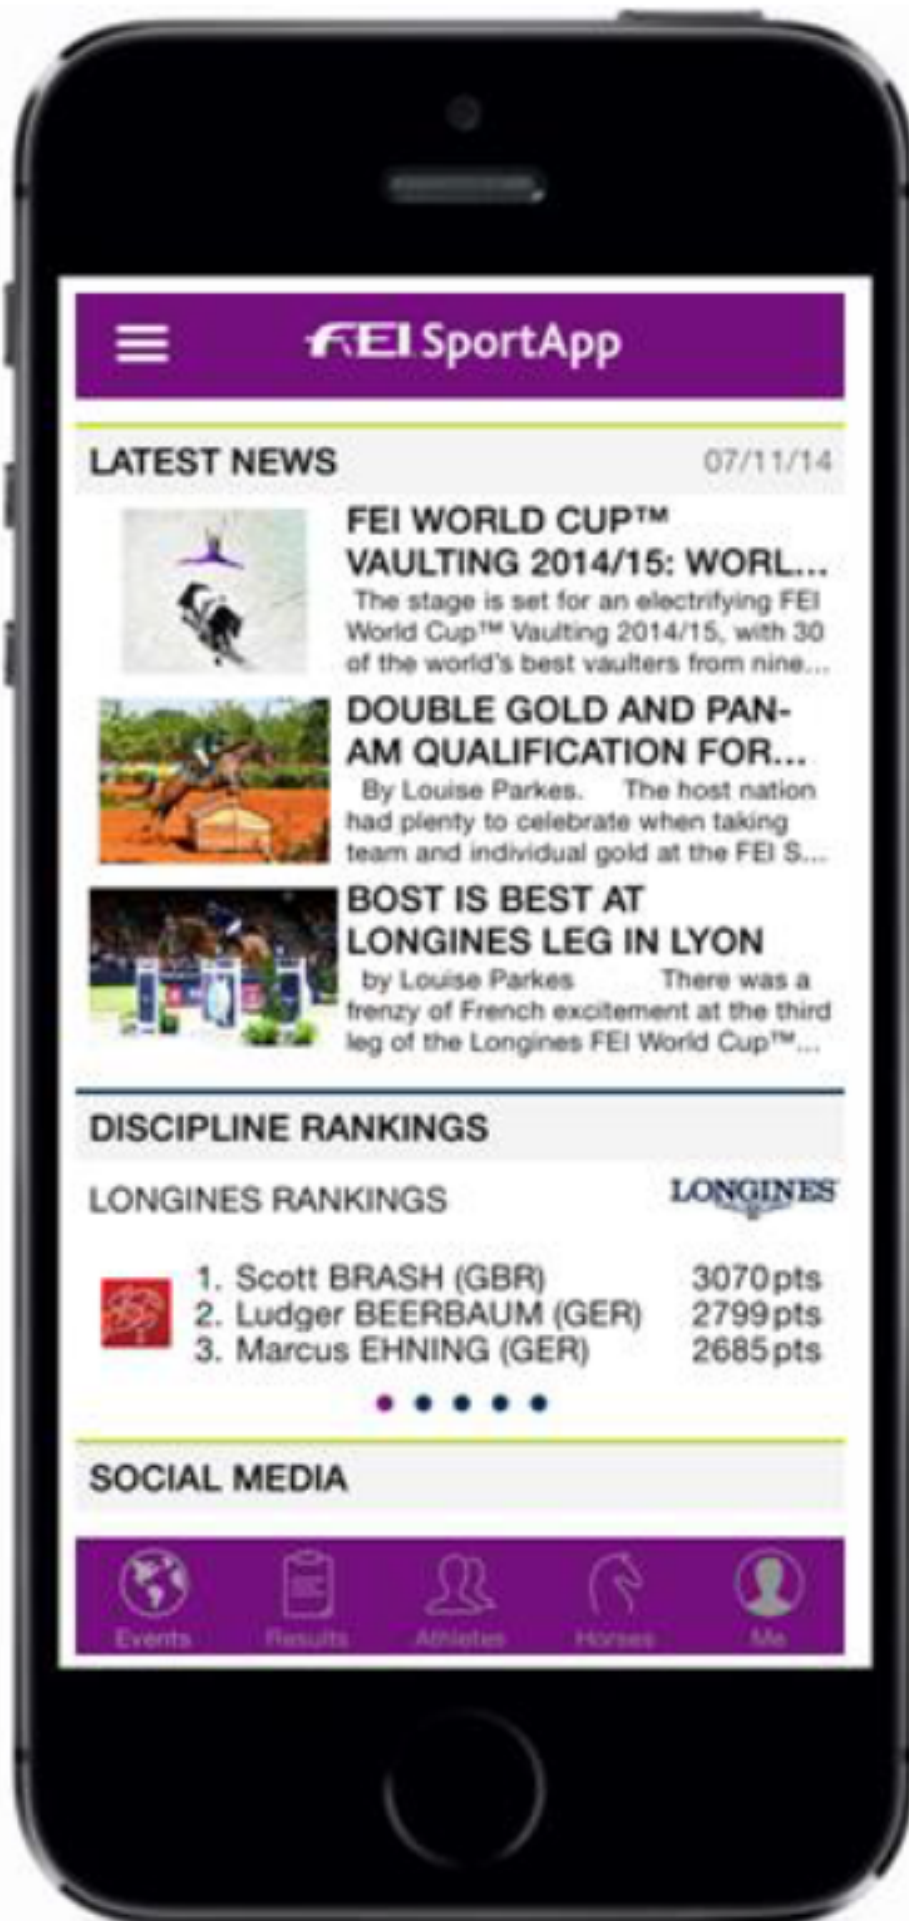 FEI SportApp
LATEST NEWS 07/11/14
FEI WORLD CUP™
VAULTING 2014/15: WORL...
The stage is set for an electrifying FEI
World Cup™ Vaulting 2014/15, with 30
of the world's best vaulters from nine...
DOUBLE GOLD AND PAN-
AM QUALIFICATION FOR...
By Louise Parkes. The host nation
had plenty to celebrate when taking
team and individual gold at the FEI S...
BOST IS BEST AT
LONGINES LEG IN LYON
by Louise Parkes There was a
frenzy of French excitement at the third
leg of the Longines FEI World Cup™...
DISCIPLINE RANKINGS
LONGINES RANKINGS LONGINES
1. Scott BRASH (GBR) 3070pts
2. Ludger BEERBAUM (GER) 2799pts
3. Marcus EHNING (GER) 2685pts
SOCIAL MEDIA
Events Results Athletes Horses Me